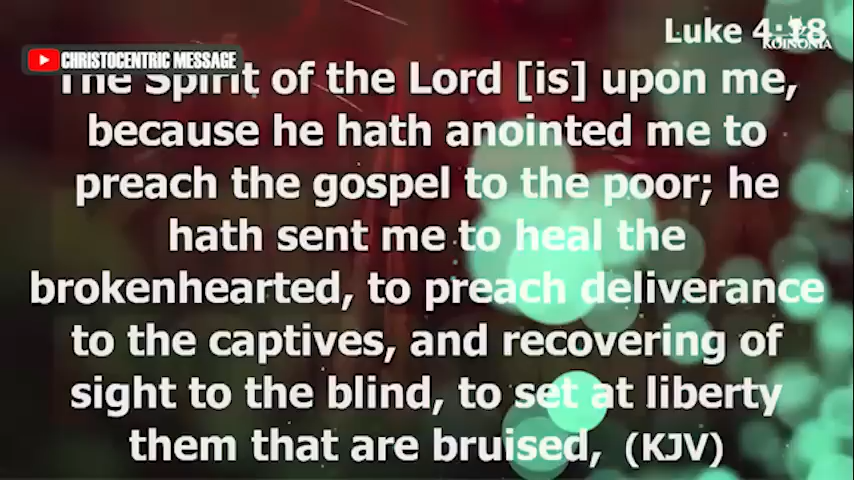 Luke 4:18
KOINONIA
CHRISTOCENTRIC MESSAGE
The Spirit of the Lord [is] upon me,
because he hath anointed me to
preach the gospel to the poor; he
hath sent me to heal the
brokenhearted, to preach deliverance
to the captives, and recovering of
sight to the blind, to set at liberty
them that are bruised, (KJV)